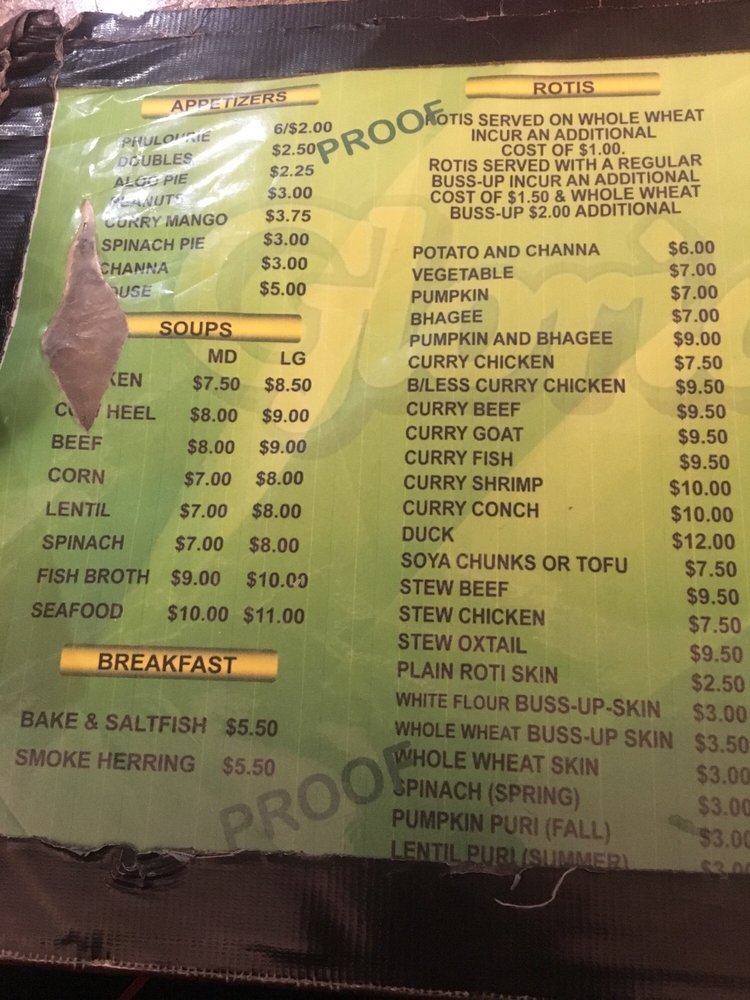 APPETIZERS
PHULOURIE 6/$2.00
DOUBLES $2.50
ALOO PIE $2.25
PEANUTS $3.00
CURRY MANGO $3.75
SPINACH PIE $3.00
CHANNA $3.00
OUSE $5.00
SOUPS
MD LG
KEN $7.50 $8.50
COW HEEL $8.00 $9.00
BEEF $8.00 $9.00
CORN $7.00 $8.00
LENTIL $7.00 $8.00
SPINACH $7.00 $8.00
FISH BROTH $9.00 $10.00
SEAFOOD $10.00 $11.00
BREAKFAST
BAKE & SALTFISH $5.50
SMOKE HERRING $5.50
PROOF
PROOF
ROTIS
ROTIS SERVED ON WHOLE WHEAT
INCUR AN ADDITIONAL
COST OF $1.00.
ROTIS SERVED WITH A REGULAR
BUSS-UP INCUR AN ADDITIONAL
COST OF $1.50 & WHOLE WHEAT
BUSS-UP $2.00 ADDITIONAL
POTATO AND CHANNA $6.00
VEGETABLE $7.00
PUMPKIN $7.00
BHAGEE $7.00
PUMPKIN AND BHAGEE $9.00
CURRY CHICKEN $7.50
B/LESS CURRY CHICKEN $9.50
CURRY BEEF $9.50
CURRY GOAT $9.50
CURRY FISH $9.50
CURRY SHRIMP $10.00
CURRY CONCH $10.00
DUCK $12.00
SOYA CHUNKS OR TOFU $7.50
STEW BEEF $9.50
STEW CHICKEN $7.50
STEW OXTAIL $9.50
PLAIN ROTI SKIN $2.50
WHITE FLOUR BUSS-UP-SKIN $3.00
WHOLE WHEAT BUSS-UP SKIN $3.50
WHOLE WHEAT SKIN $3.00
SPINACH (SPRING) $3.00
PUMPKIN PURI (FALL) $3.00
LENTIL PURI (SUMMER) $3.00